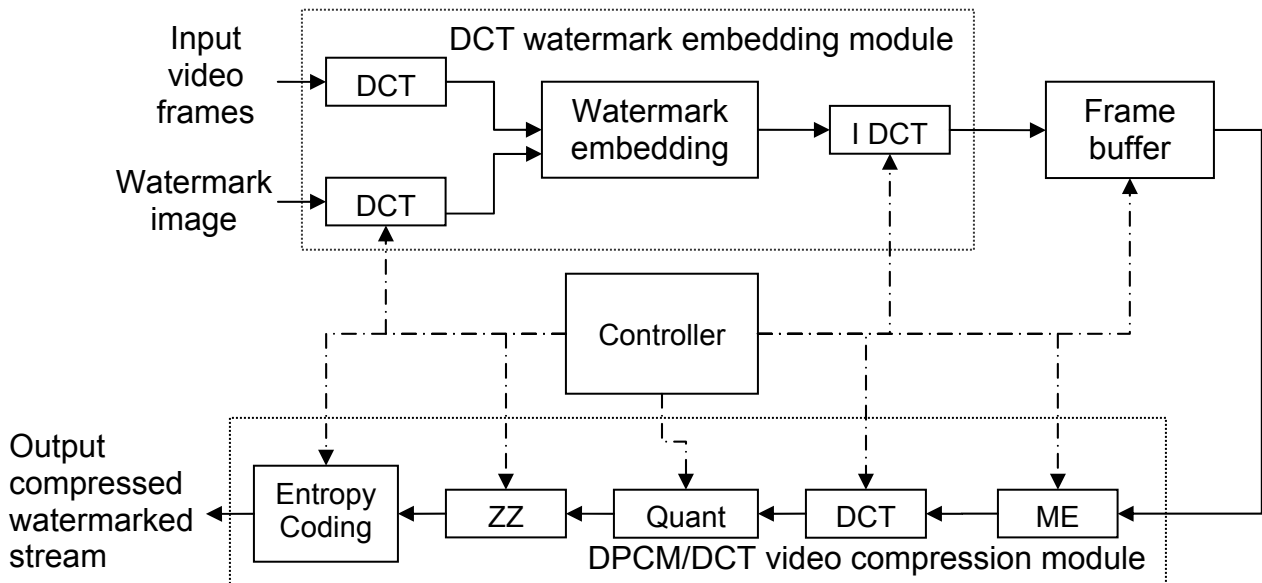 Input
video
frames
DCT watermark embedding module
DCT
Watermark
embedding
I DCT
Frame
buffer
Watermark
image
DCT
Controller
Output
compressed
watermarked
stream
Entropy
Coding
ZZ
Quant
DCT
ME
DPCM/DCT video compression module